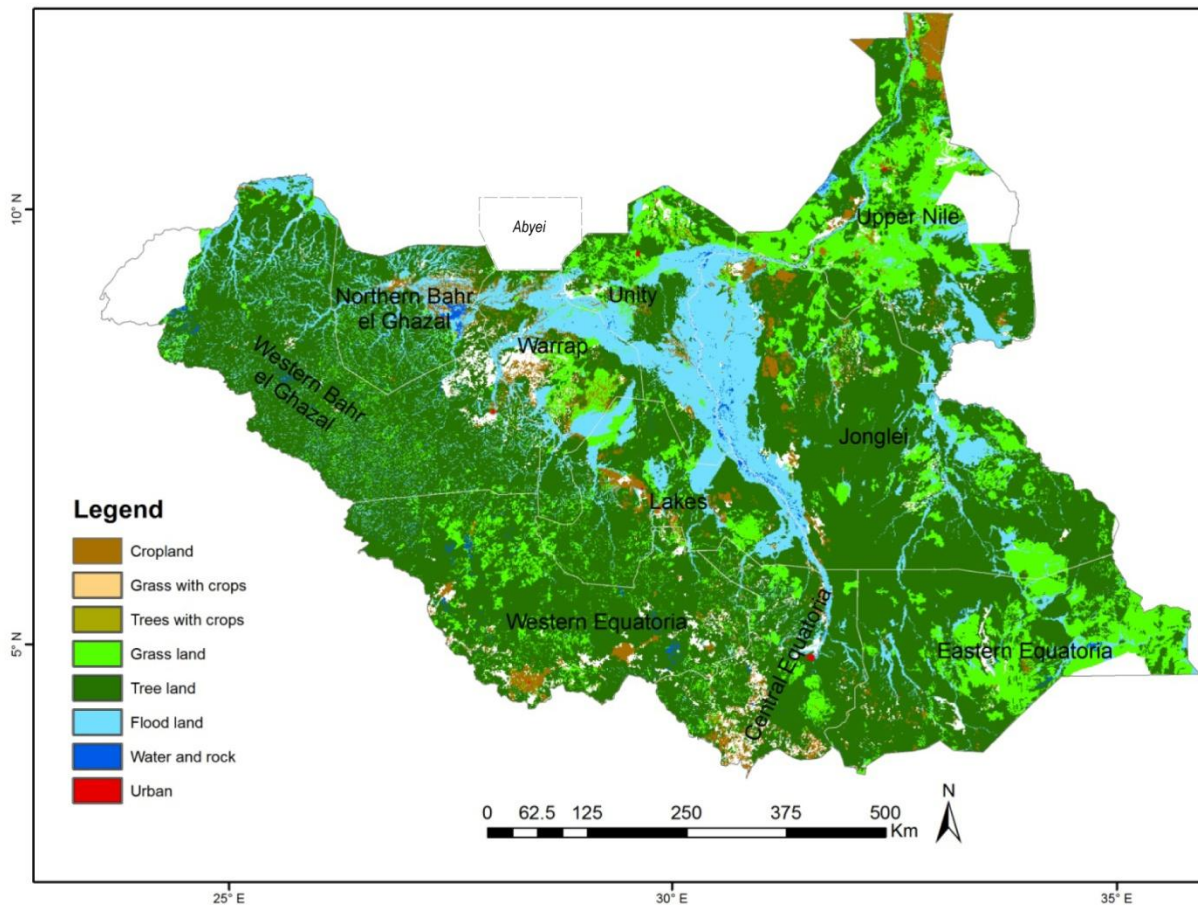 10° N
5° N
Abyei
Upper Nile
Northern Bahr
el Ghazal
Unity
Warrap
Western Bahr
el Ghazal
Jonglei
Lakes
Western Equatoria
Central Equatoria
Eastern Equatoria
Legend
Cropland
Grass with crops
Trees with crops
Grass land
Tree land
Flood land
Water and rock
Urban
0 62.5 125 250 375 500
Km
N
25° E 30° E 35° E